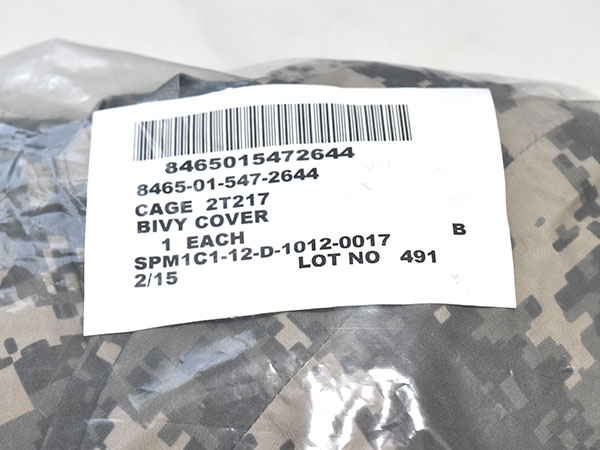 8465015472644
8465-01-547-2644
CAGE 2T217
BIVY COVER
1 EACH B
SPM1C1-12-D-1012-0017
2/15 LOT NO 491